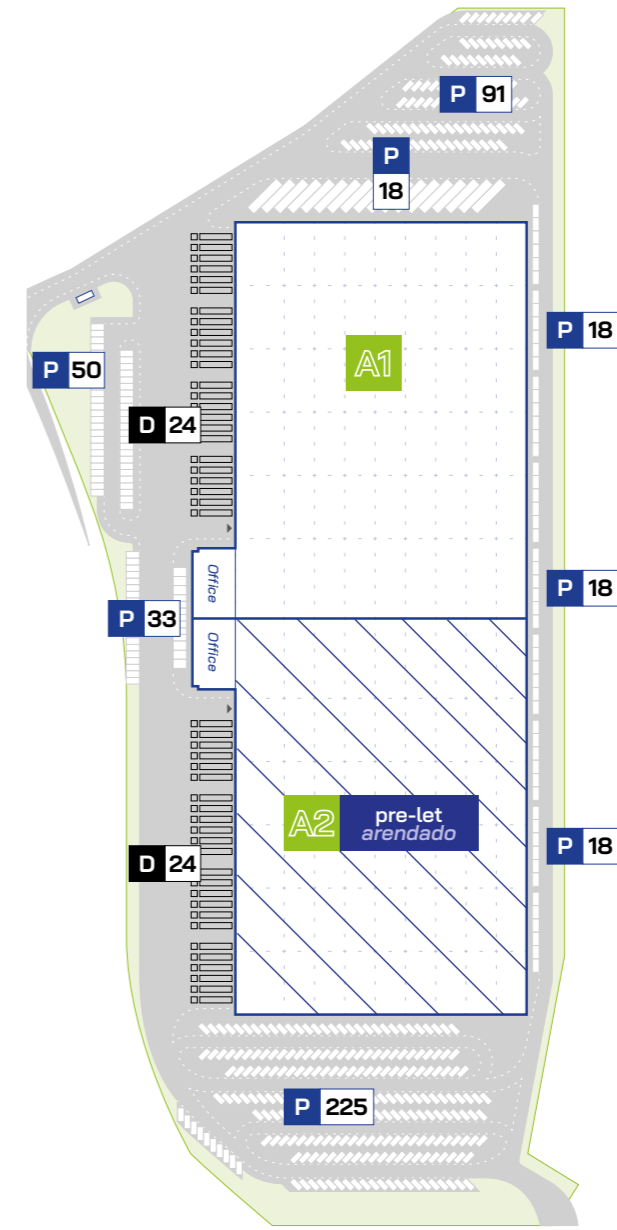 P 91
P
18
A1
P 18
P 50
D 24
Office
P 18
P 33
Office
A2 pre-let
arendado
P 18
D 24
P 225